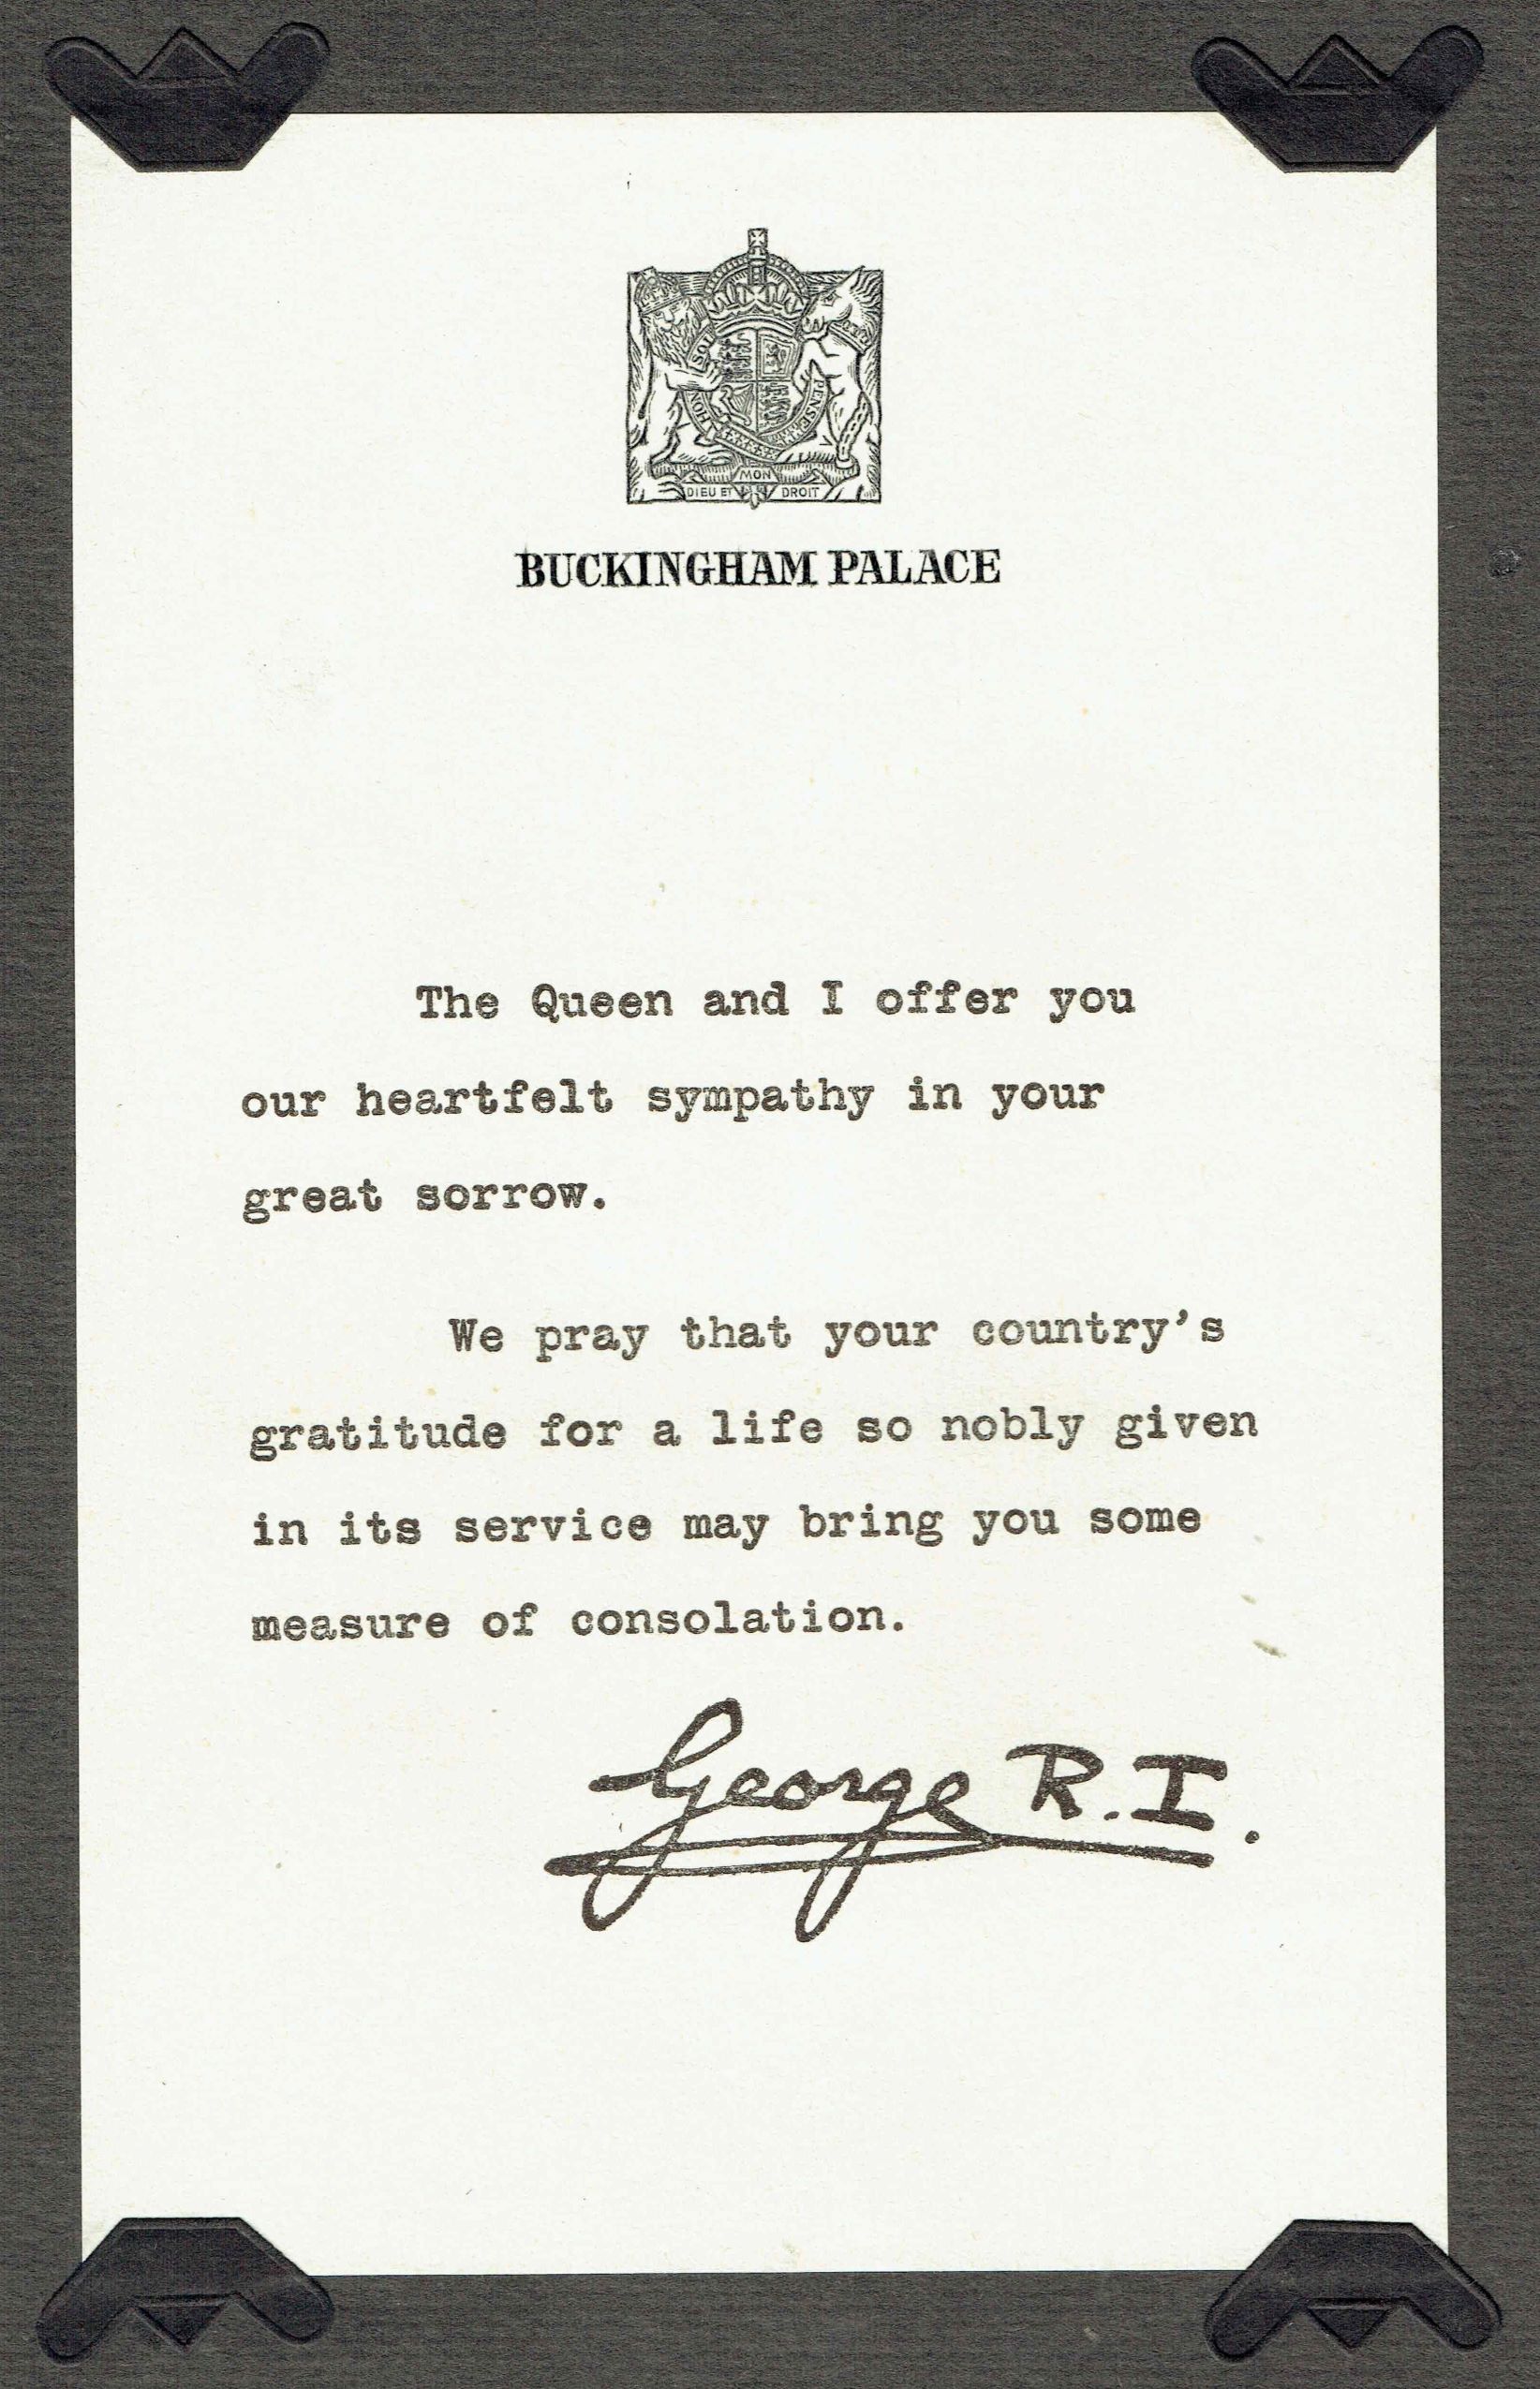 SOIT
HONI
PENSE
MON
DIEU ET DROIT
BUCKINGHAM PALACE
The Queen and I offer you
our heartfelt sympathy in your
great sorrow.
We pray that your country's
gratitude for a life so nobly given
in its service may bring you some
measure of consolation.
George R.I.